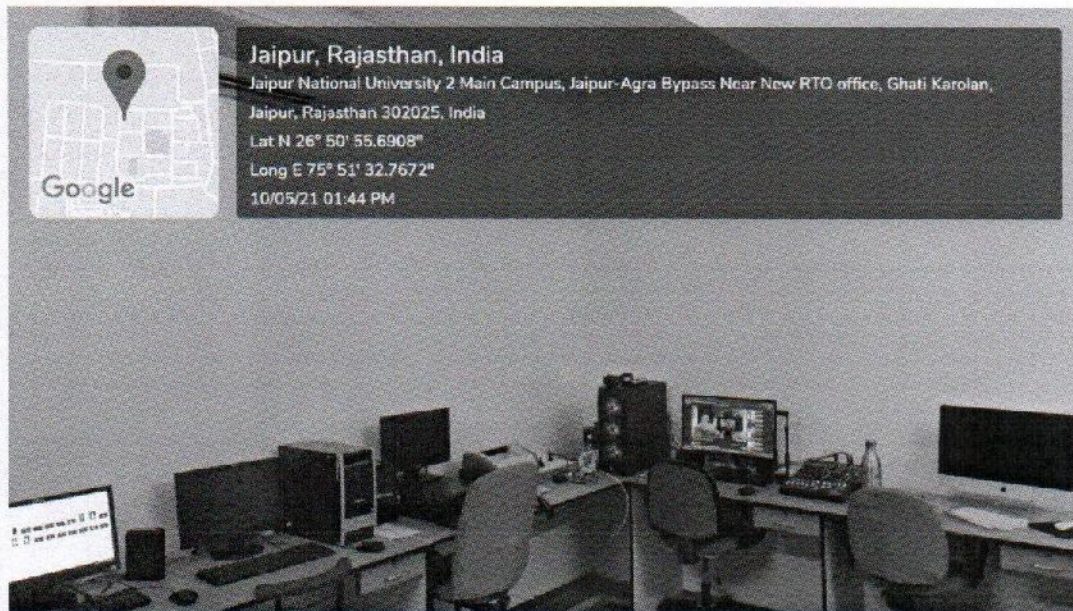 Jaipur, Rajasthan, India
Jaipur National University 2 Main Campus, Jaipur-Agra Bypass Near New RTO office, Ghati Karolan,
Jaipur, Rajasthan 302025, India
Lat N 26° 50' 55.6908"
Long E 75° 51' 32.7672"
10/05/21 01:44 PM
Google